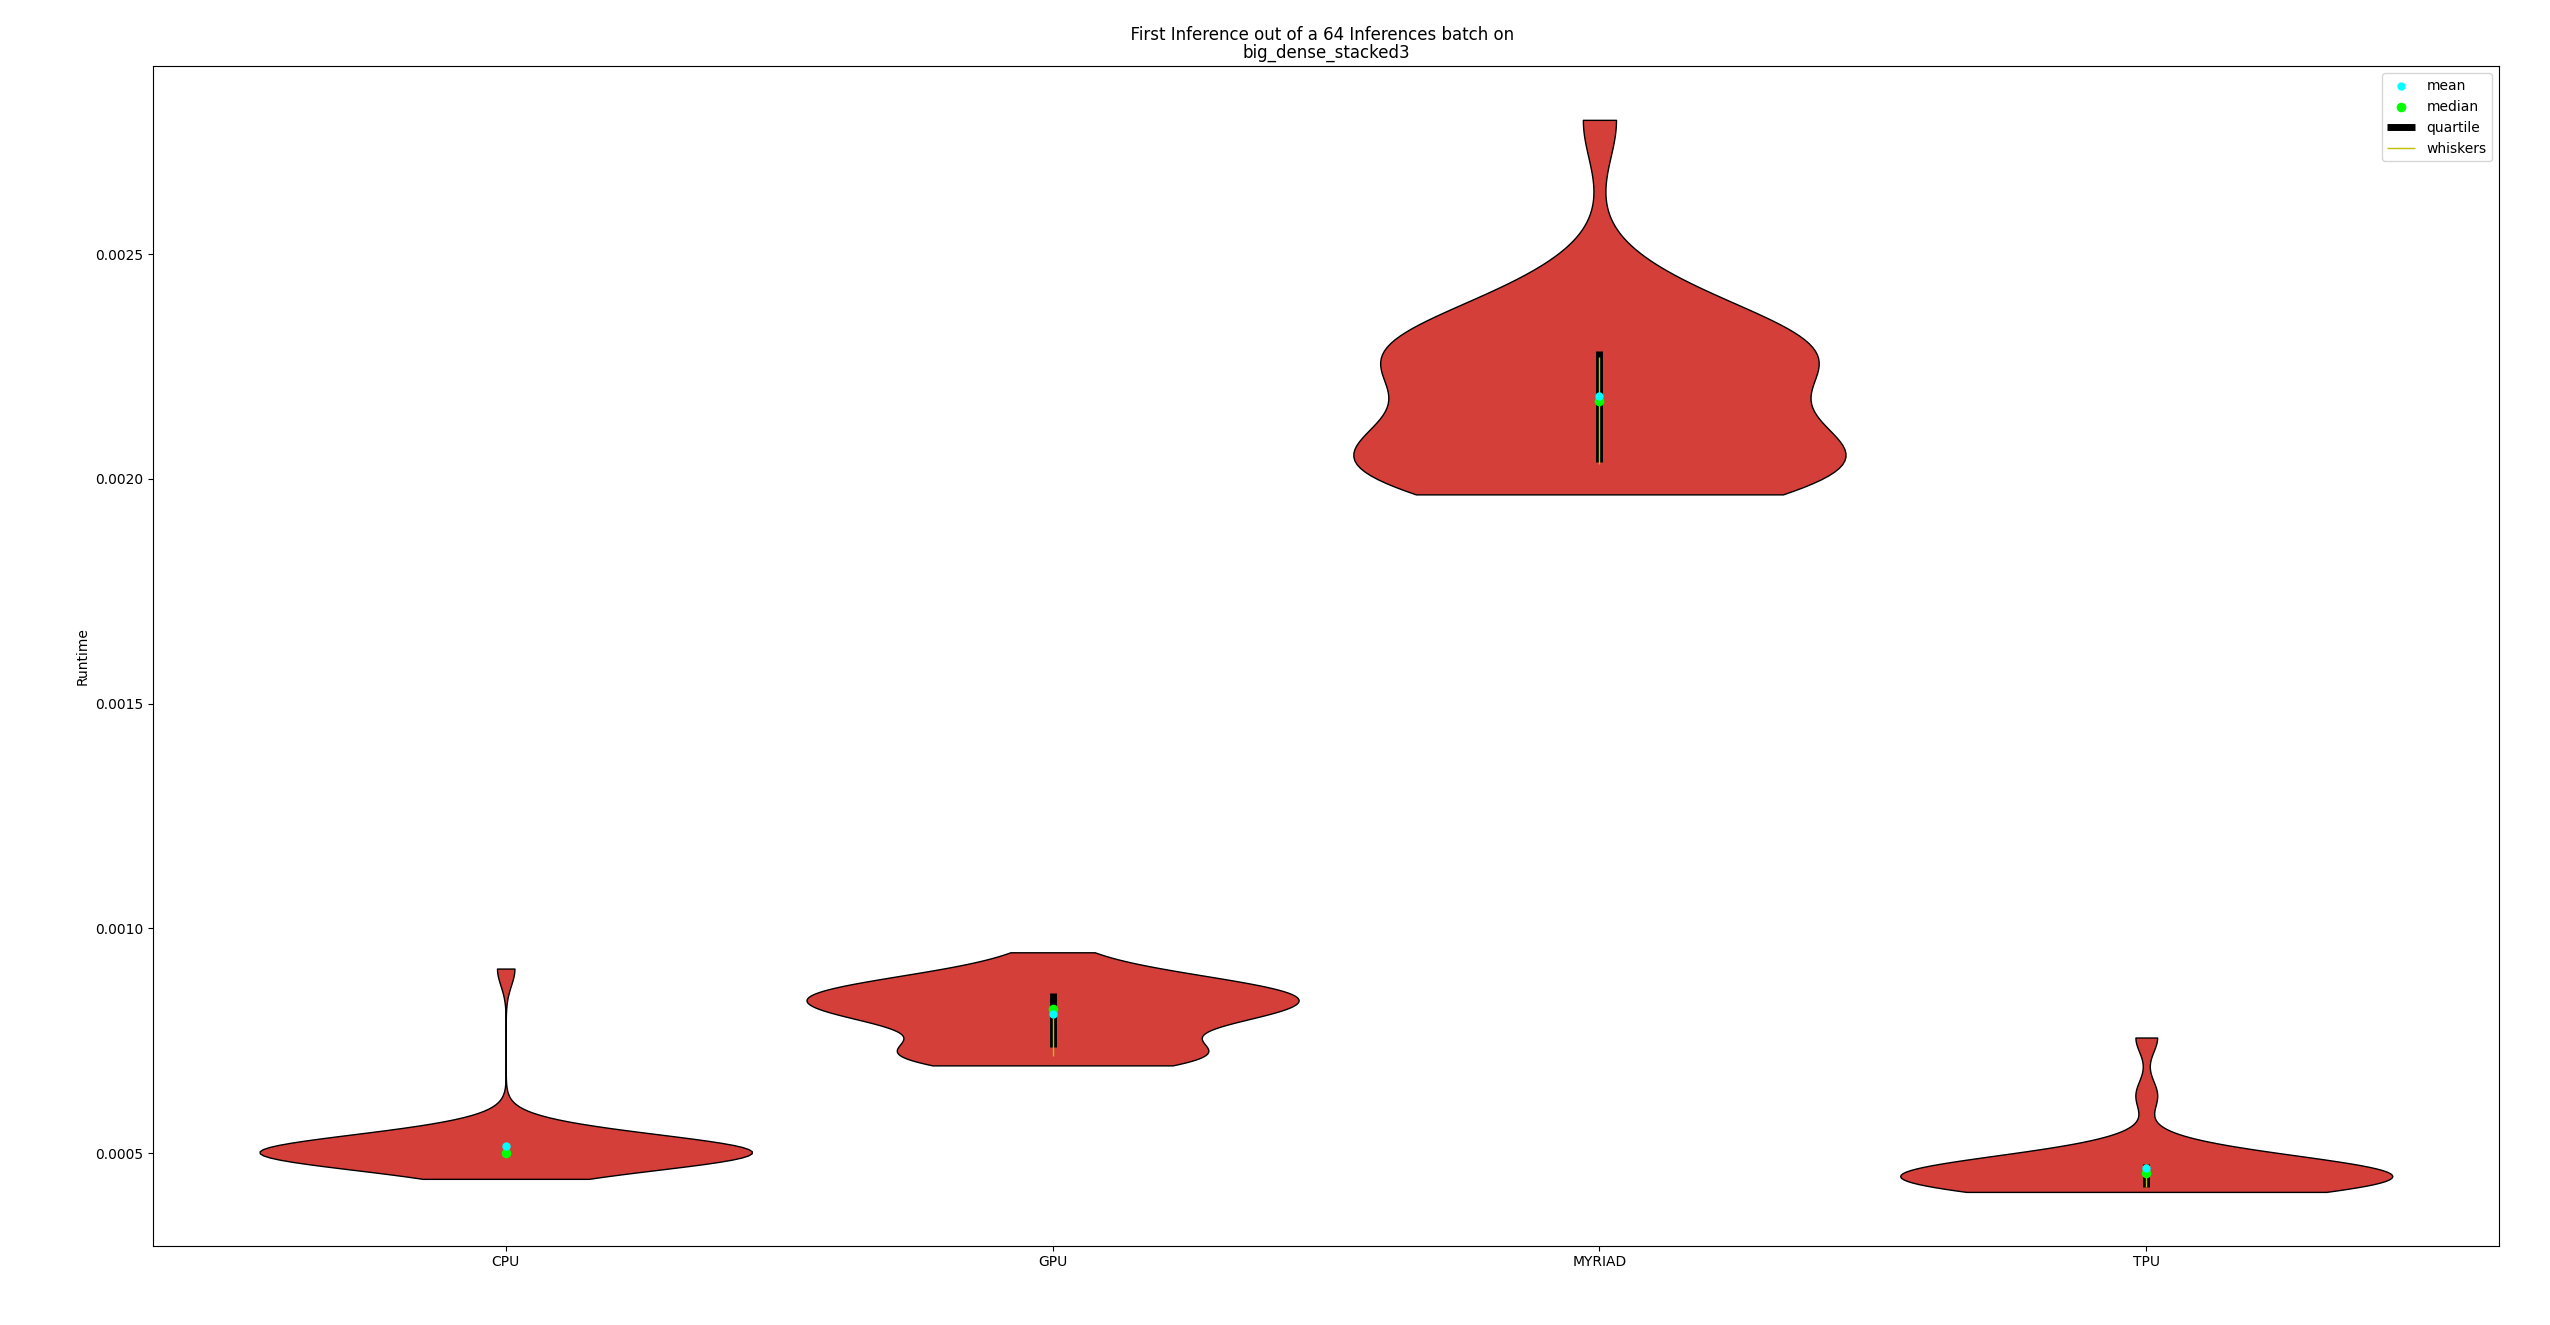 First Inference out of a 64 Inferences batch on
big_dense_stacked3
mean
median
quartile
whiskers
Runtime
0.0025
0.0020
0.0015
0.0010
0.0005
CPU
GPU
MYRIAD
TPU